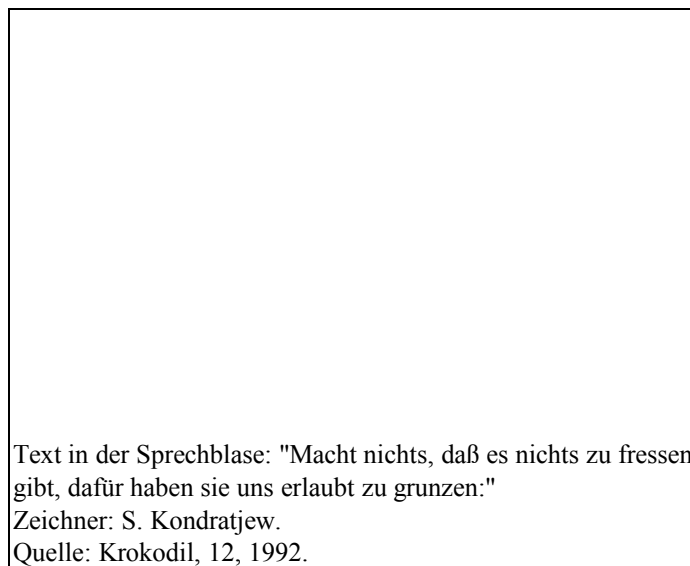 Text in der Sprechblase: "Macht nichts, daß es nichts zu fressen
gibt, dafür haben sie uns erlaubt zu grunzen:"
Zeichner: S. Kondratjew.
Quelle: Krokodil, 12, 1992.